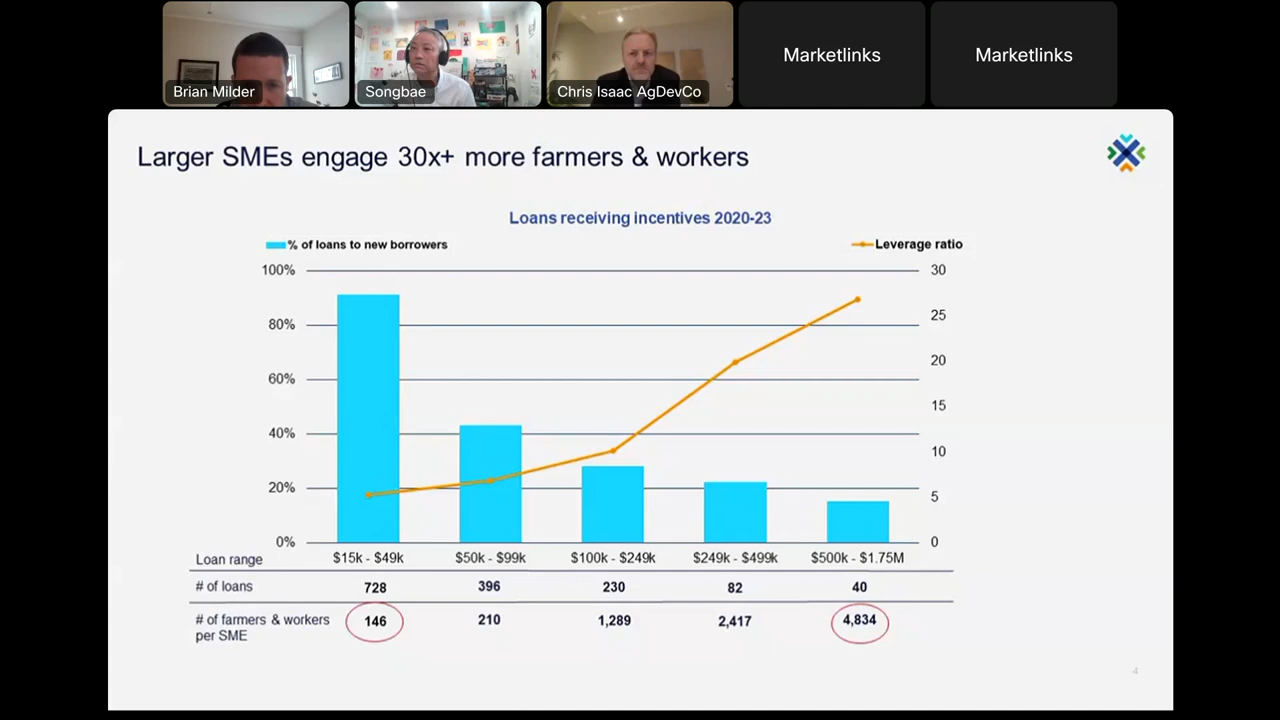 Brian Milder
Songbae
Chris Isaac AgDevCo
Marketlinks
Marketlinks
Larger SMEs engage 30x+ more farmers & workers
Loans receiving incentives 2020-23
% of loans to new borrowers
Leverage ratio
100%
30
80%
25
60%
20
40%
15
20%
10
0%
5
0
Loan range $15k - $49k $50k - $99k $100k - $249k $249k - $499k $500k - $1.75M
# of loans 728 396 230 82 40
# of farmers & workers 146 210 1,289 2,417 4,834
per SME
4